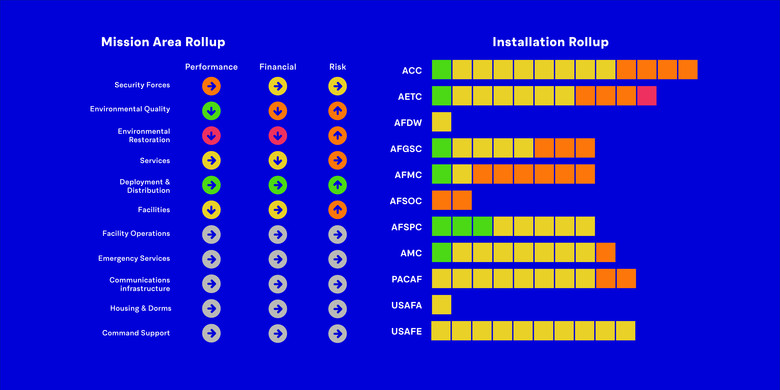 Mission Area Rollup
Performance Financial Risk
Security Forces
Environmental Quality
Environmental
Restoration
Services
Deployment &
Distribution
Facilities
Facility Operations
Emergency Services
Communications
infrastructure
Housing & Dorms
Command Support
Installation Rollup
ACC
AETC
AFDW
AFGSC
AFMC
AFSOC
AFSPC
AMC
PACAF
USAFA
USAFE